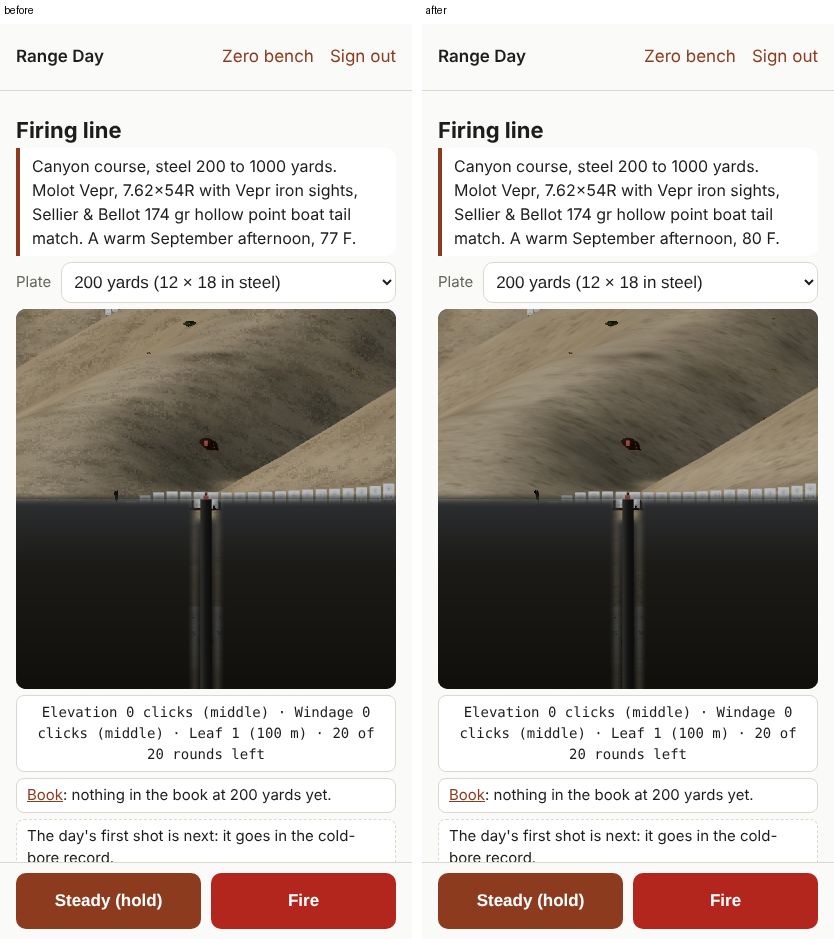 before
after
Range Day
Zero bench
Sign out
Firing line
Canyon course, steel 200 to 1000 yards.
Molot Vepr, 7.62×54R with Vepr iron sights,
Sellier & Bellot 174 gr hollow point boat tail
match. A warm September afternoon, 77 F.
Plate
200 yards (12 × 18 in steel)
Elevation 0 clicks (middle) · Windage 0
clicks (middle) · Leaf 1 (100 m) · 20 of
20 rounds left
Book: nothing in the book at 200 yards yet.
The day's first shot is next: it goes in the cold-
bore record.
Steady (hold)
Fire
Range Day
Zero bench
Sign out
Firing line
Canyon course, steel 200 to 1000 yards.
Molot Vepr, 7.62×54R with Vepr iron sights,
Sellier & Bellot 174 gr hollow point boat tail
match. A warm September afternoon, 80 F.
Plate
200 yards (12 × 18 in steel)
Elevation 0 clicks (middle) · Windage 0
clicks (middle) · Leaf 1 (100 m) · 20 of
20 rounds left
Book: nothing in the book at 200 yards yet.
The day's first shot is next: it goes in the cold-
bore record.
Steady (hold)
Fire